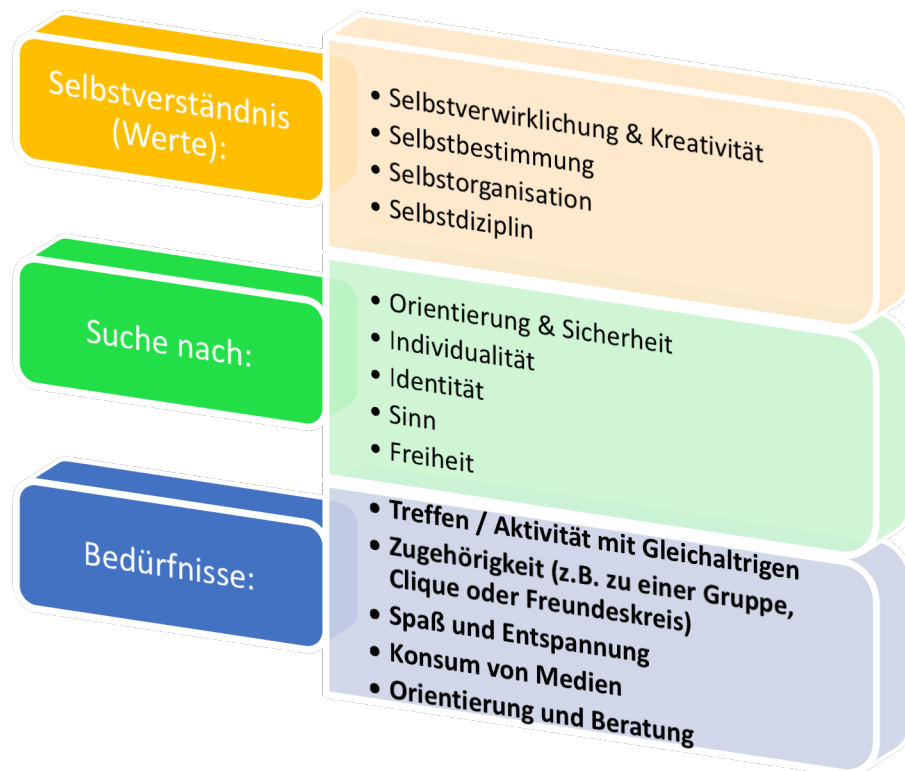 Selbstverständnis
(Werte):
• Selbstverwirklichung & Kreativität
• Selbstbestimmung
• Selbstorganisation
• Selbstdiziplin
Suche nach:
• Orientierung & Sicherheit
• Individualität
• Identität
• Sinn
• Freiheit
Bedürfnisse:
• Treffen / Aktivität mit Gleichaltrigen
• Zugehörigkeit (z.B. zu einer Gruppe,
Clique oder Freundeskreis)
• Spaß und Entspannung
• Konsum von Medien
• Orientierung und Beratung